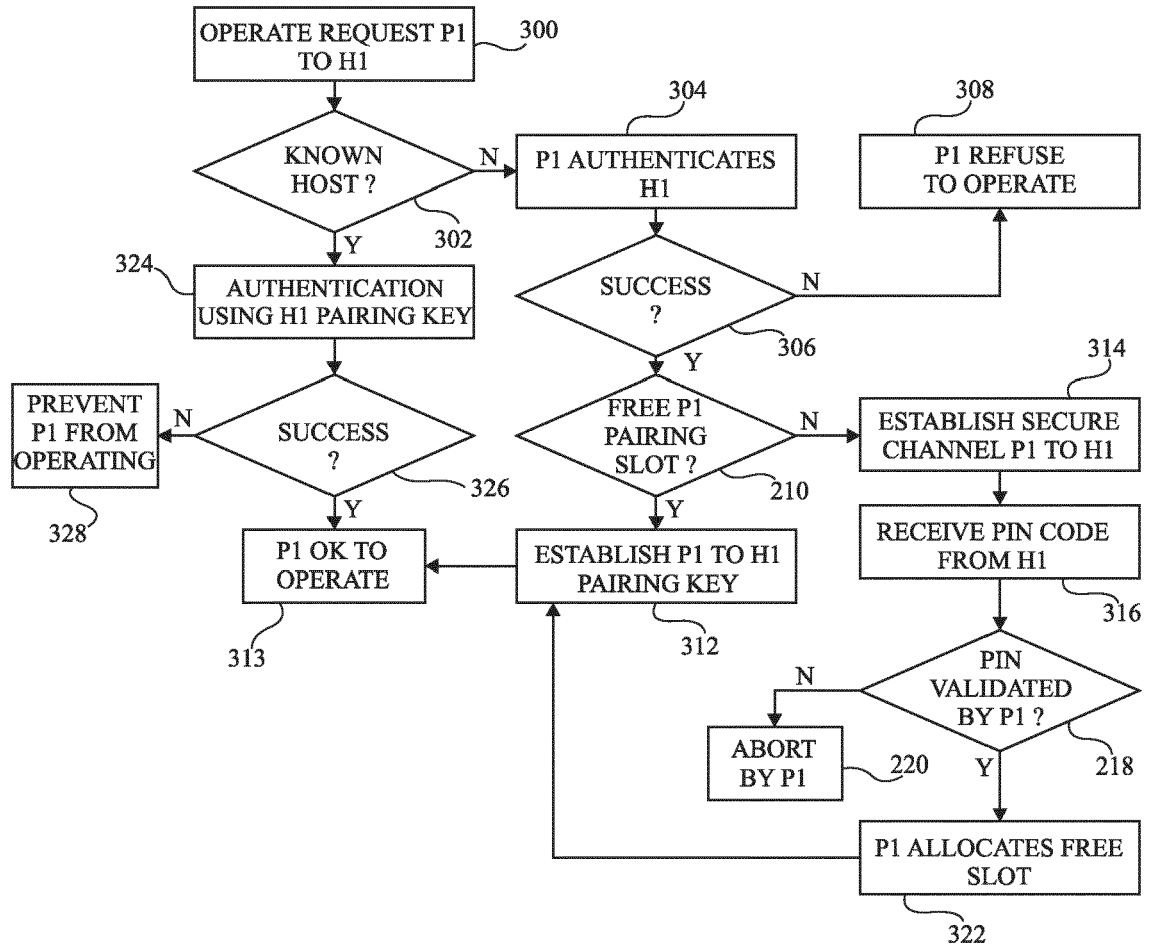 OPERATE REQUEST P1
TO H1
300
KNOWN
HOST ?
302
N
Y
304
P1 AUTHENTICATES
H1
308
P1 REFUSE
TO OPERATE
324
AUTHENTICATION
USING H1 PAIRING KEY
SUCCESS
?
306
N
Y
PREVENT
P1 FROM
OPERATING
328
N
SUCCESS
?
326
Y
FREE P1
PAIRING
SLOT ?
210
N
Y
314
ESTABLISH SECURE
CHANNEL P1 TO H1
P1 OK TO
OPERATE
313
ESTABLISH P1 TO H1
PAIRING KEY
312
RECEIVE PIN CODE
FROM H1
316
PIN
VALIDATED
BY P1 ?
218
N
Y
ABORT
BY P1
220
P1 ALLOCATES FREE
SLOT
322